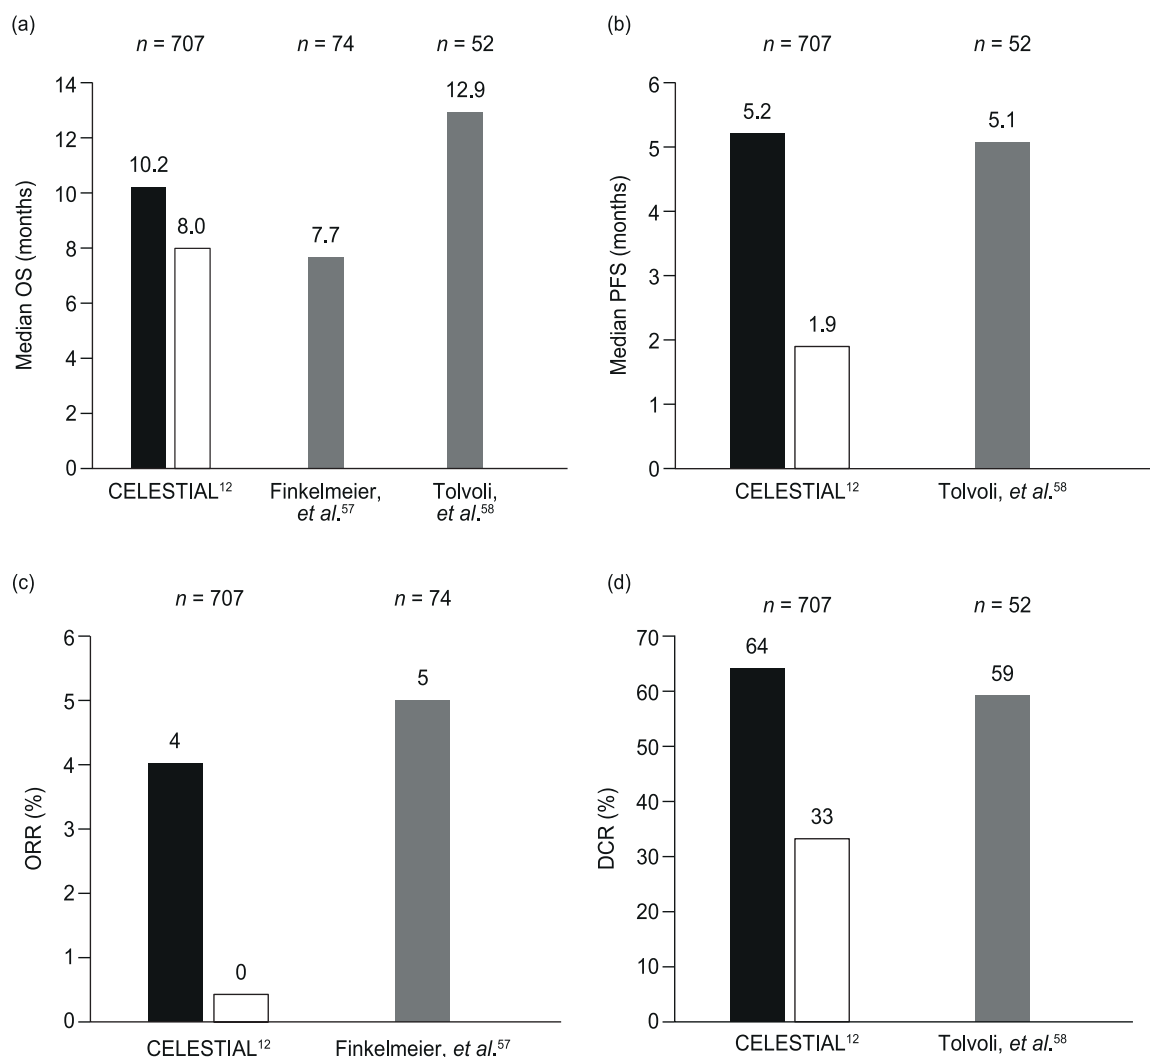 (a)
n = 707 n = 74 n = 52
Median OS (months)
14
12
10
8
6
4
2
0
10.2
8.0
7.7
12.9
CELESTIAL¹² Finkelmeier, Tolvoli,
et al.⁵⁷ et al.⁵⁸
(b)
n = 707 n = 52
Median PFS (months)
6
5
4
3
2
1
0
5.2
1.9
5.1
CELESTIAL¹² Tolvoli, et al.⁵⁸
(c)
n = 707 n = 74
ORR (%)
6
5
4
3
2
1
0
4
0
5
CELESTIAL¹² Finkelmeier, et al.⁵⁷
(d)
n = 707 n = 52
DCR (%)
70
60
50
40
30
20
10
0
64
33
59
CELESTIAL¹² Tolvoli, et al.⁵⁸